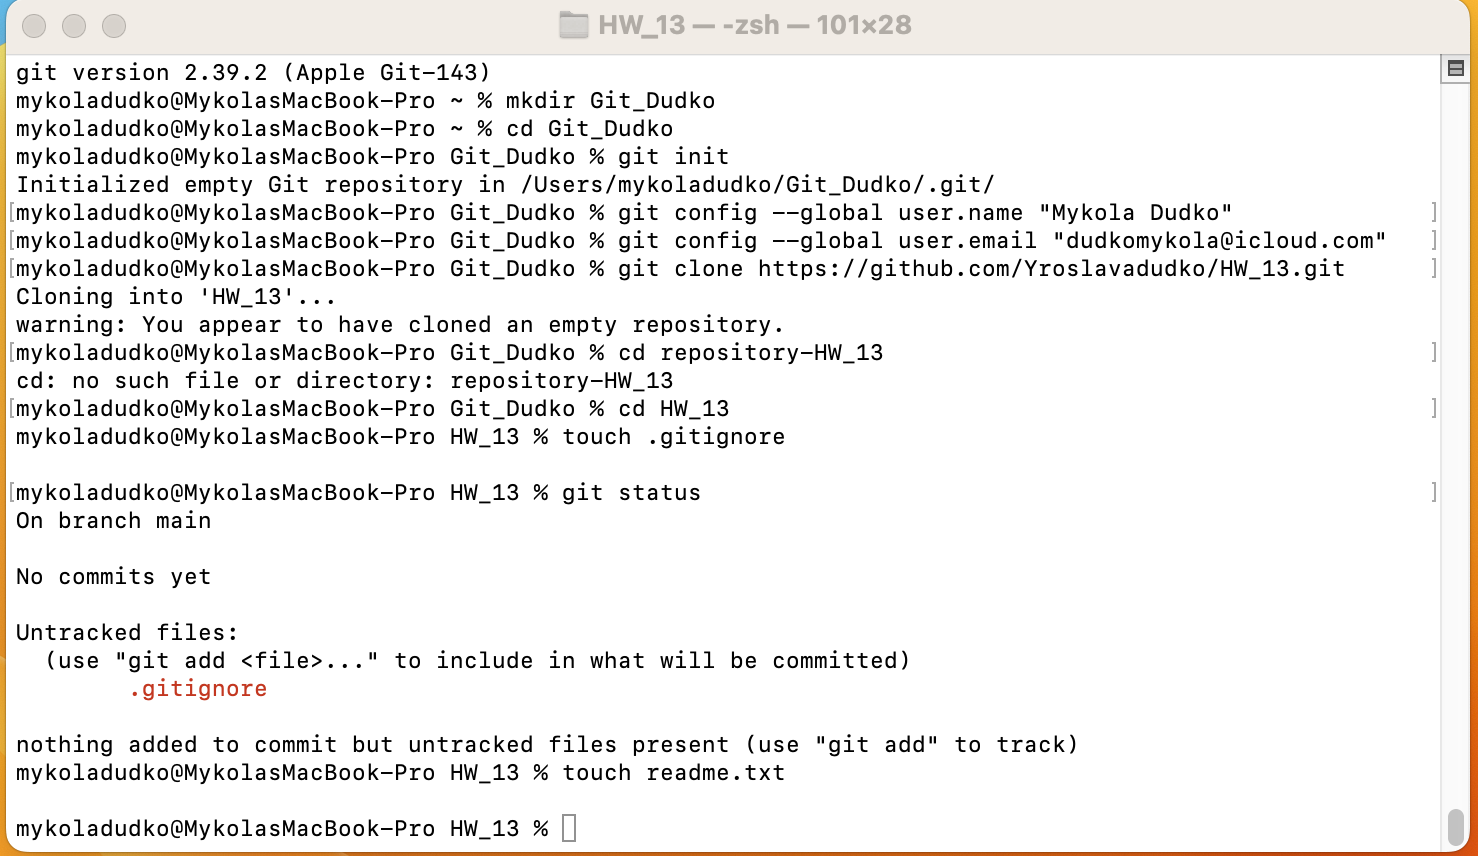 HW_13 — -zsh — 101×28
git version 2.39.2 (Apple Git-143)
mykoladudko@MykolasMacBook-Pro ~ % mkdir Git_Dudko
mykoladudko@MykolasMacBook-Pro ~ % cd Git_Dudko
mykoladudko@MykolasMacBook-Pro Git_Dudko % git init
Initialized empty Git repository in /Users/mykoladudko/Git_Dudko/.git/
[mykoladudko@MykolasMacBook-Pro Git_Dudko % git config --global user.name "Mykola Dudko" ]
[mykoladudko@MykolasMacBook-Pro Git_Dudko % git config --global user.email "dudkomykola@icloud.com" ]
[mykoladudko@MykolasMacBook-Pro Git_Dudko % git clone https://github.com/Yroslavadudko/HW_13.git ]
Cloning into 'HW_13'...
warning: You appear to have cloned an empty repository.
[mykoladudko@MykolasMacBook-Pro Git_Dudko % cd repository-HW_13 ]
cd: no such file or directory: repository-HW_13
[mykoladudko@MykolasMacBook-Pro Git_Dudko % cd HW_13 ]
mykoladudko@MykolasMacBook-Pro HW_13 % touch .gitignore
[mykoladudko@MykolasMacBook-Pro HW_13 % git status ]
On branch main
No commits yet
Untracked files:
(use "git add <file>..." to include in what will be committed)
.gitignore
nothing added to commit but untracked files present (use "git add" to track)
mykoladudko@MykolasMacBook-Pro HW_13 % touch readme.txt
mykoladudko@MykolasMacBook-Pro HW_13 %